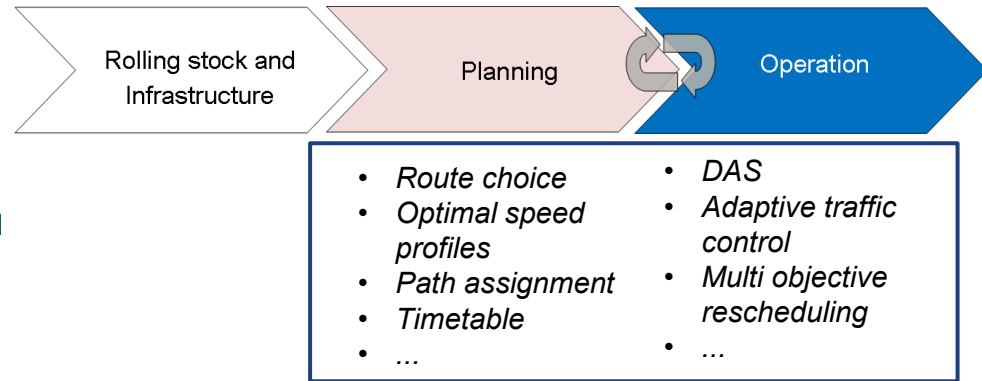 Rolling stock and
Infrastructure
Planning
Operation
• Route choice
• Optimal speed
profiles
• Path assignment
• Timetable
• ...
• DAS
• Adaptive traffic
control
• Multi objective
rescheduling
• ...